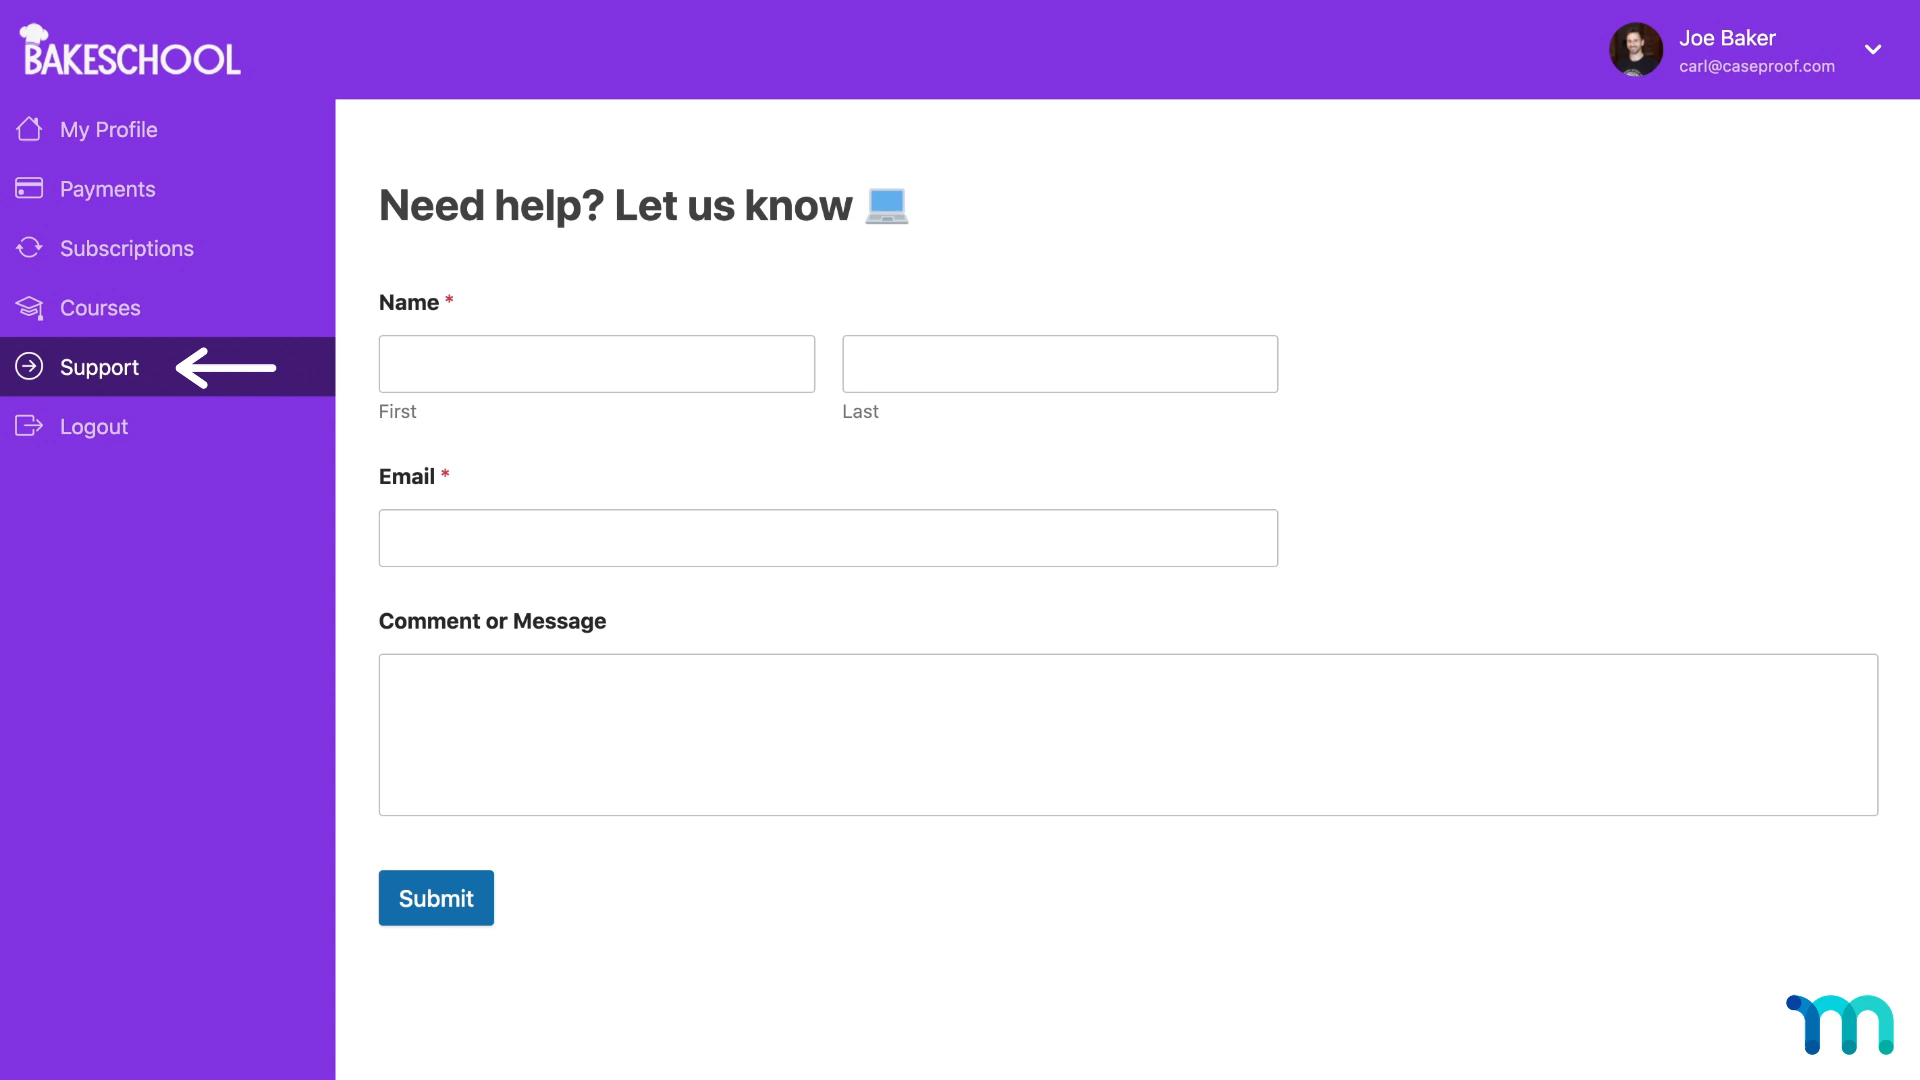 BAKESCHOOL
Joe Baker
carl@caseproof.com
My Profile
Payments
Subscriptions
Courses
Support
Logout
Need help? Let us know 💻
Name *
First
Last
Email *
Comment or Message
Submit
m